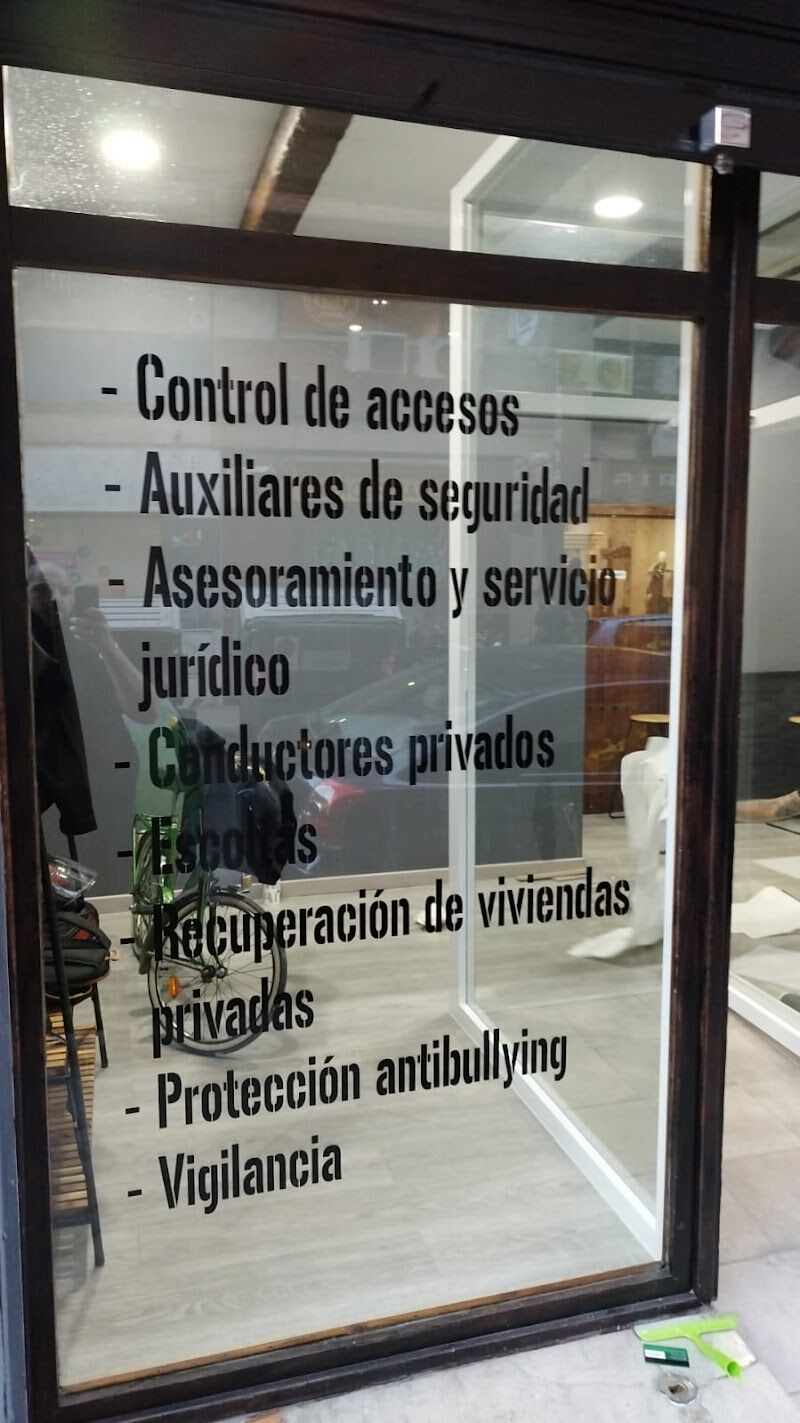 - Control de accesos
- Auxiliares de seguridad
- Asesoramiento y servicio
jurídico
- Conductores privados
- Escoltas
- Recuperación de viviendas
privadas
- Protección antibullying
- Vigilancia